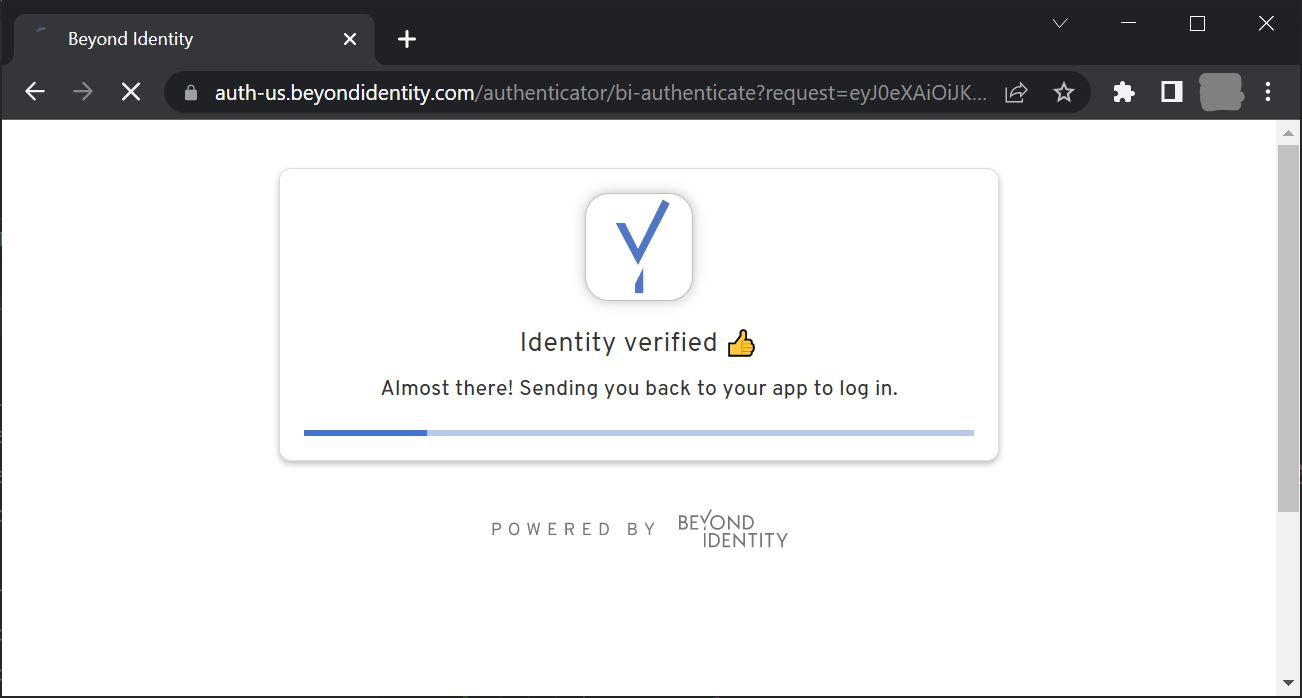 Beyond Identity
auth-us.beyondidentity.com/authenticator/bi-authenticate?request=eyJ0eXAiOiJK...
Identity verified 👍
Almost there! Sending you back to your app to log in.
POWERED BY BEYOND IDENTITY